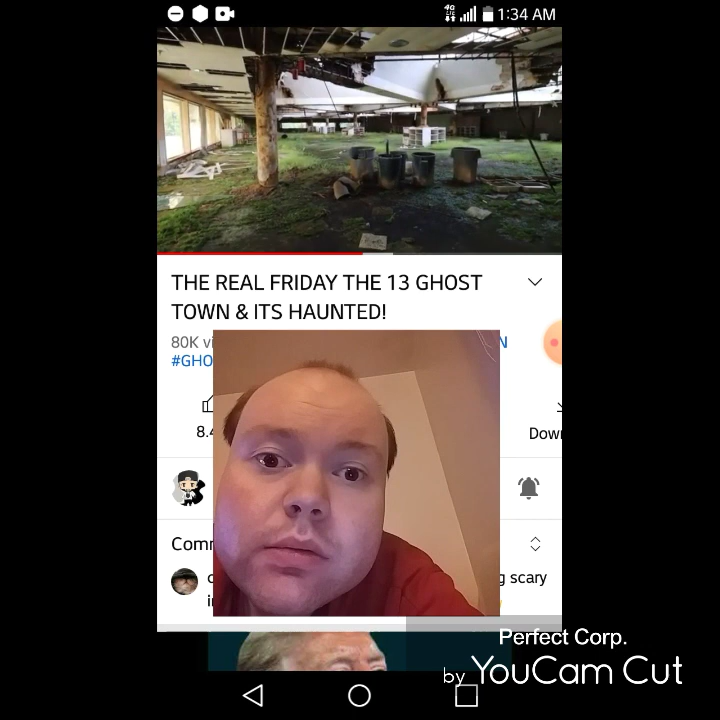 1:34 AM
THE REAL FRIDAY THE 13 GHOST
TOWN & ITS HAUNTED!
80K
#GHO
8.4
Dow
Com
scary
Perfect Corp.
by YouCam Cut